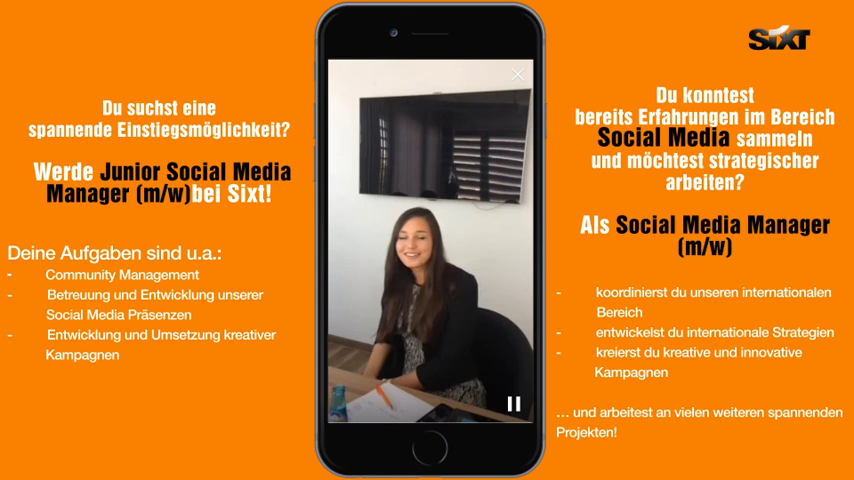 SIXT
Du suchst eine
spannende Einstiegsmöglichkeit?
Werde Junior Social Media
Manager (m/w)bei Sixt!
Deine Aufgaben sind u.a.:
- Community Management
- Betreuung und Entwicklung unserer
Social Media Präsenzen
- Entwicklung und Umsetzung kreativer
Kampagnen
Du konntest
bereits Erfahrungen im Bereich
Social Media sammeln
und möchtest strategischer
arbeiten?
Als Social Media Manager
(m/w)
- koordinierst du unseren internationalen
Bereich
- entwickelst du internationale Strategien
- kreierst du kreative und innovative
Kampagnen
… und arbeitest an vielen weiteren spannenden
Projekten!